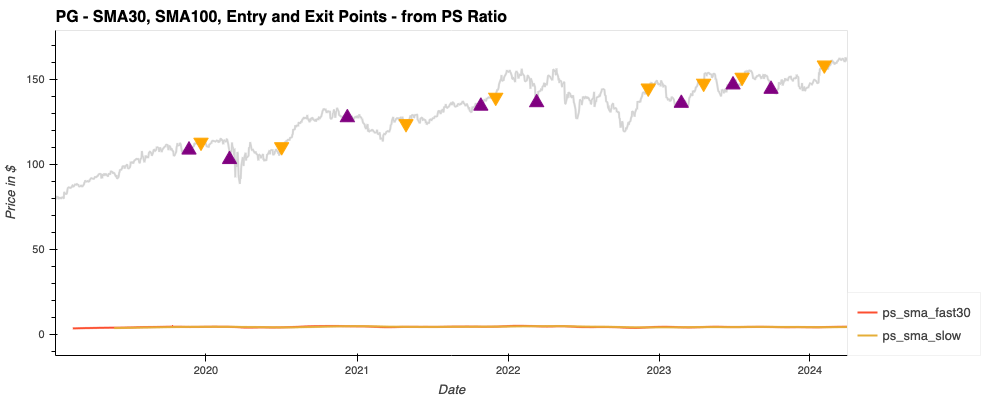 PG - SMA30, SMA100, Entry and Exit Points - from PS Ratio
Price in $
150
100
50
0
2020
2021
2022
2023
2024
Date
ps_sma_fast30
ps_sma_slow